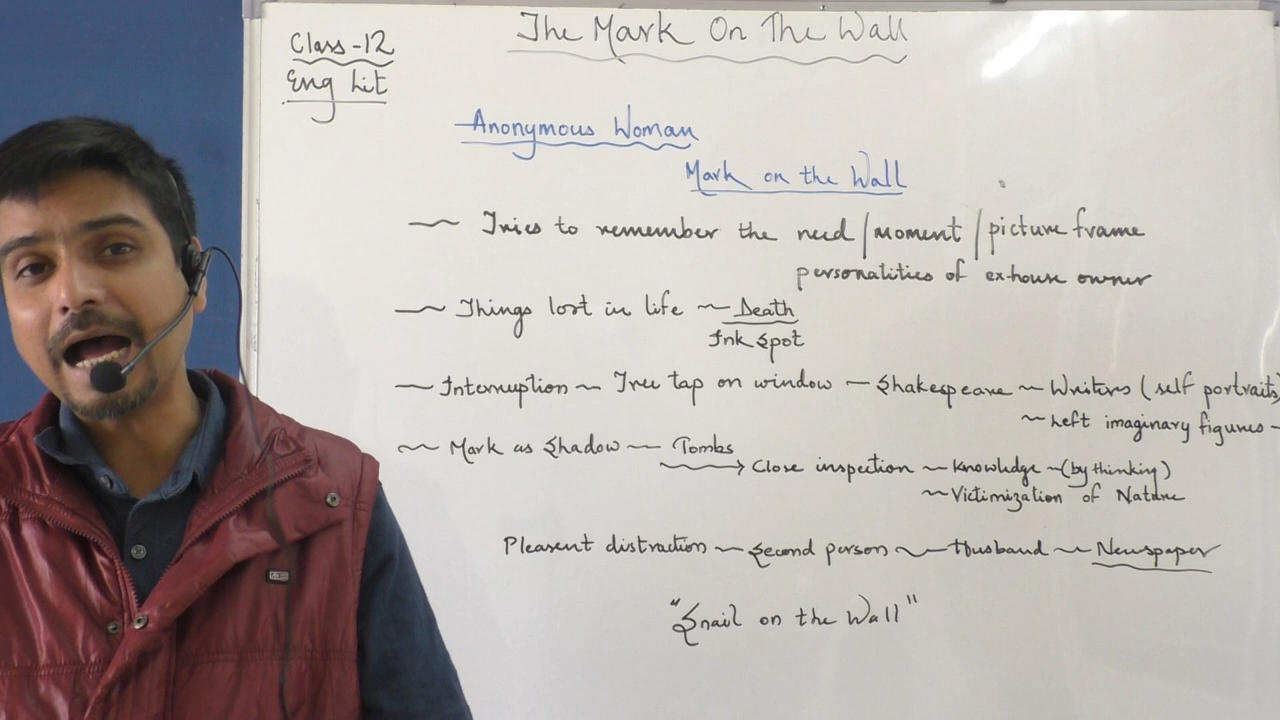 Class-12
Eng Lit
The Mark On The Wall
Anonymous Woman
Mark on the Wall
~ Tries to remember the need/moment/picture frame
personalities of exhouse owner
~ Things lost in life ~ Death
Ink Spot
~ Interruption ~ Tree tap on window ~ Shakespeare ~ Writers (self portraits)
~ Left imaginary figures -
~ Mark as Shadow ~ Tombs
→ Close inspection ~ Knowledge ~ (by thinking)
~ Victimization of Nature
Pleasent distraction ~ Second person ~ Husband ~ Newspaper
"Snail on the Wall"